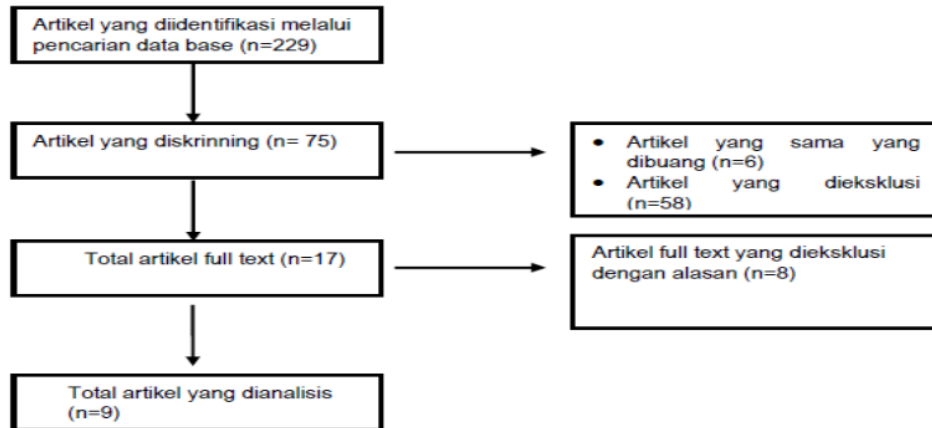 Artikel yang diidentifikasi melalui
pencarian data base (n=229)
Artikel yang diskrinning (n= 75)
• Artikel yang sama yang
dibuang (n=6)
• Artikel yang dieksklusi
(n=58)
Total artikel full text (n=17)
Artikel full text yang dieksklusi
dengan alasan (n=8)
Total artikel yang dianalisis
(n=9)